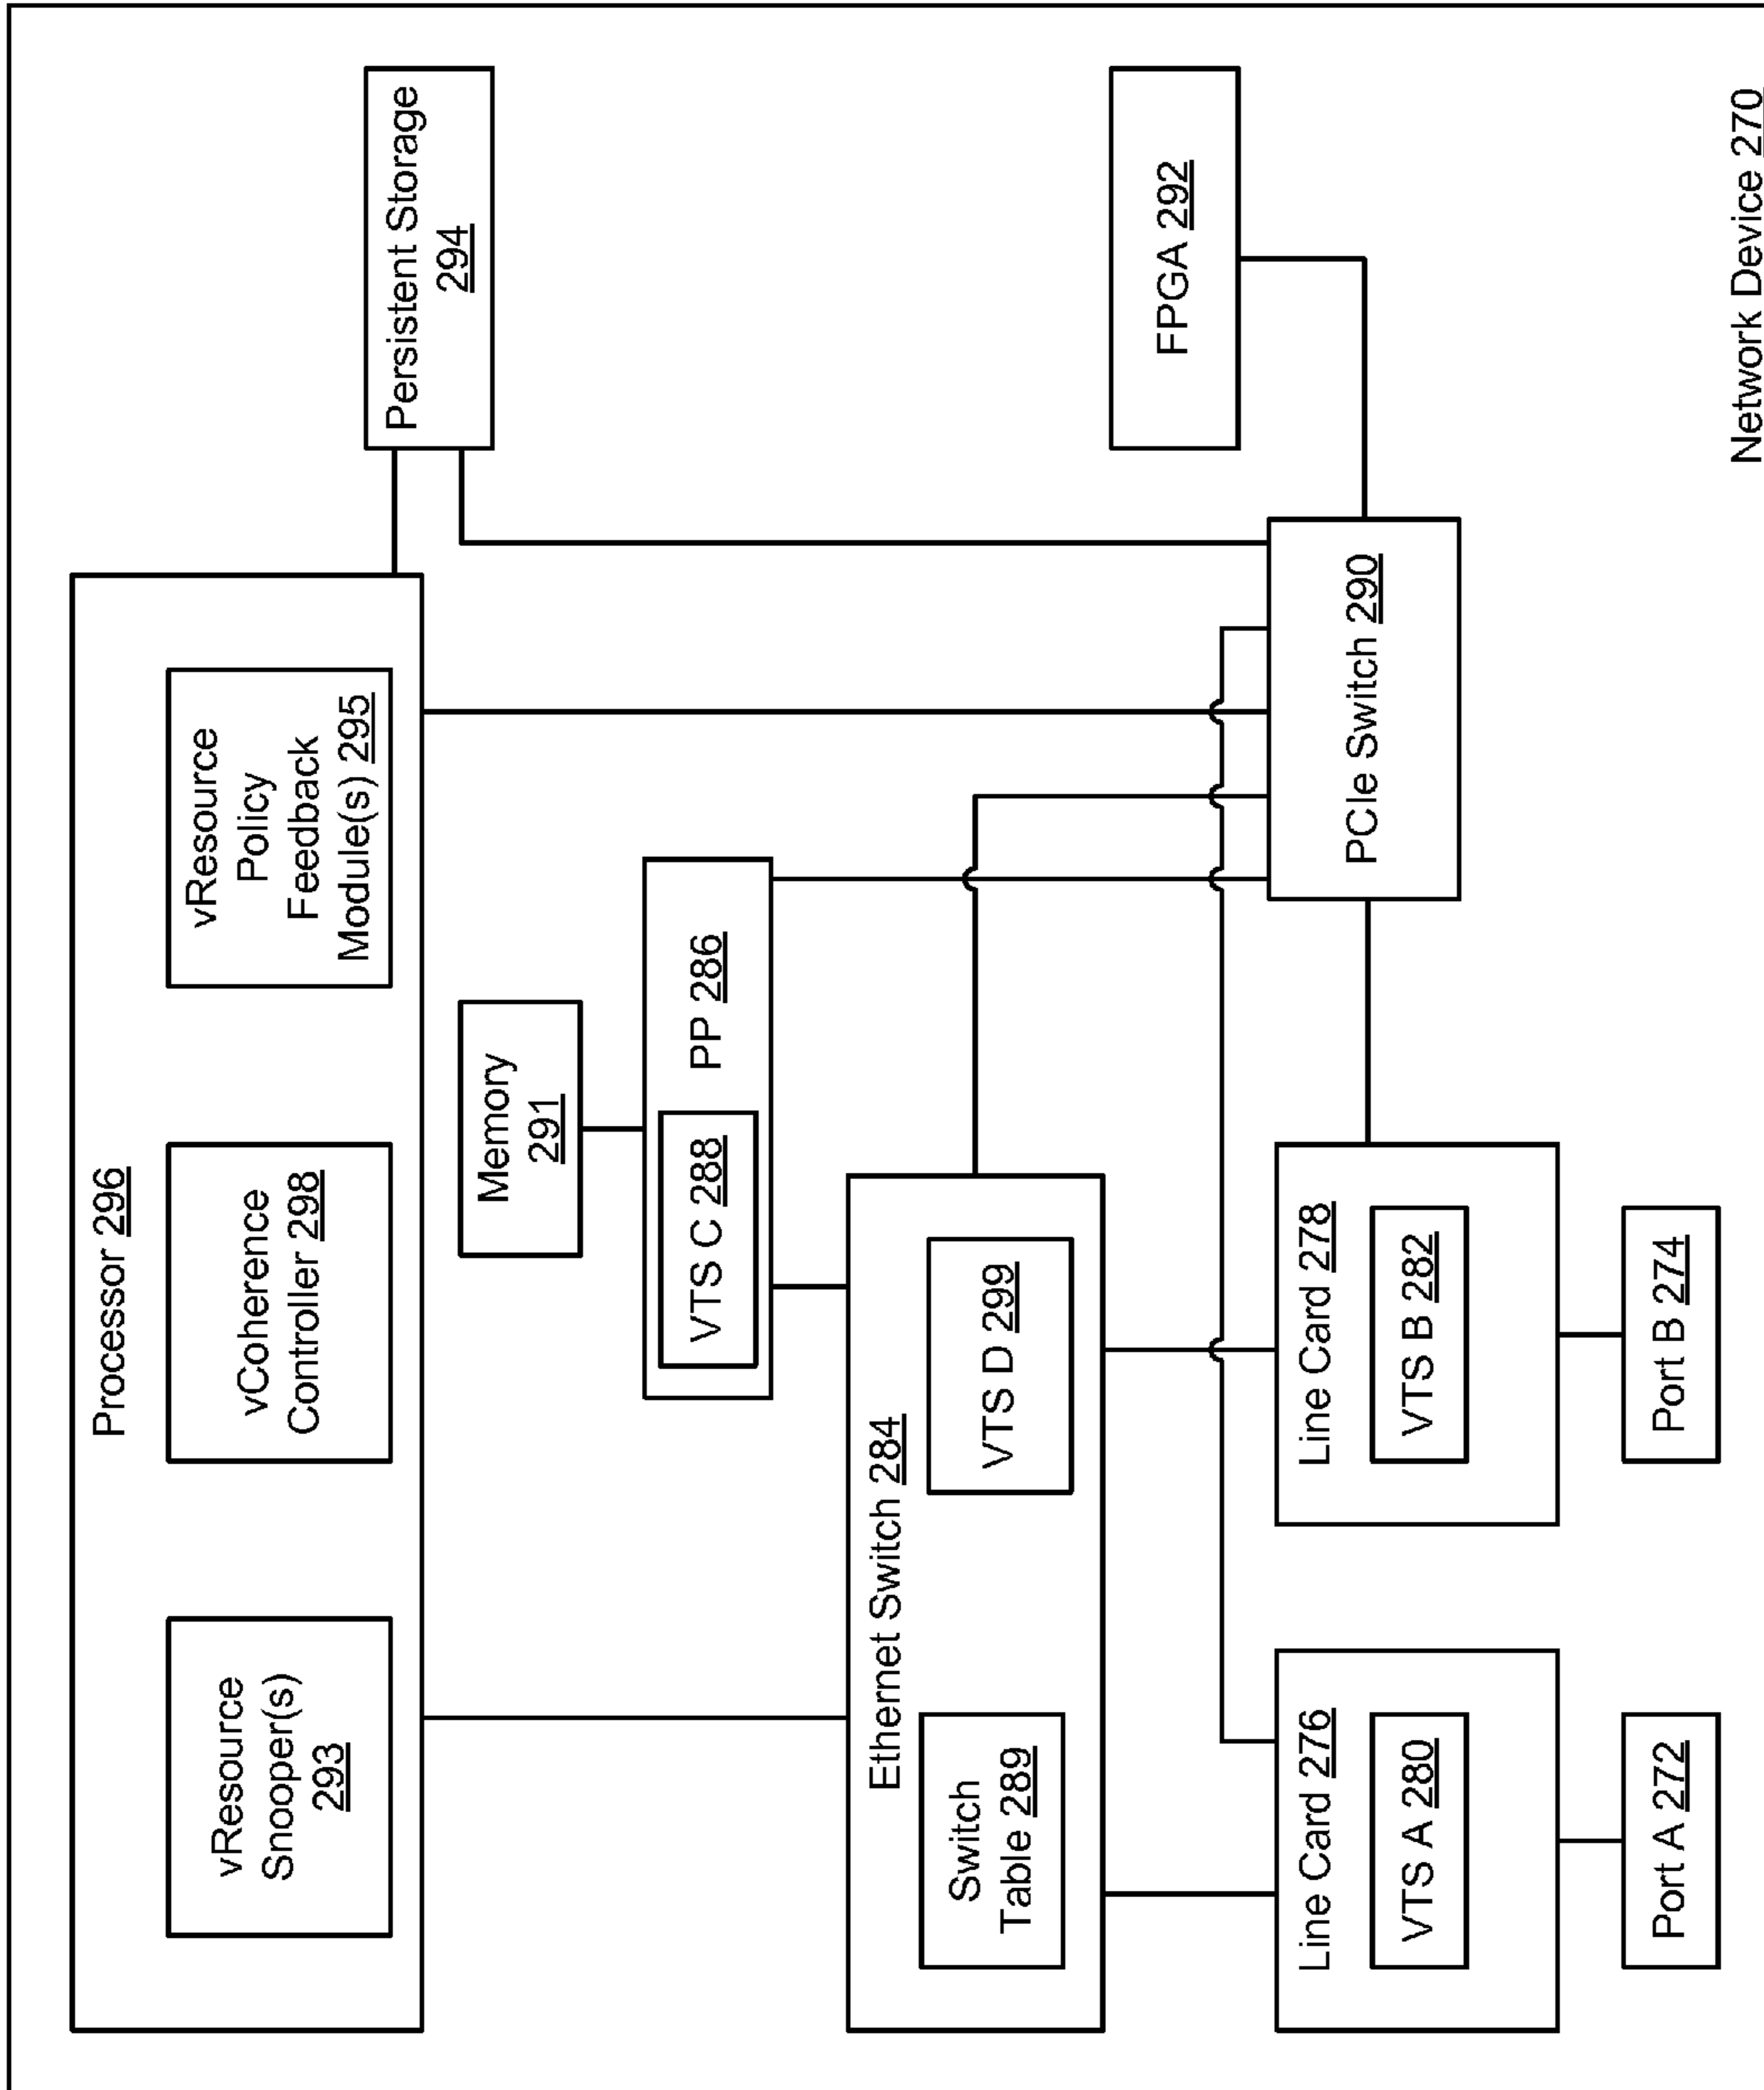 Processor 296
vResource
Snooper(s)
293
vCoherence
Controller 298
vResource
Policy
Feedback
Module(s) 295
Persistent Storage
294
Memory
291
PP 286
VTS C 288
Ethernet Switch 284
Switch
Table 289
VTS D 299
Line Card 276
VTS A 280
Line Card 278
VTS B 282
PCIe Switch 290
FPGA 292
Port A 272
Port B 274
Network Device 270